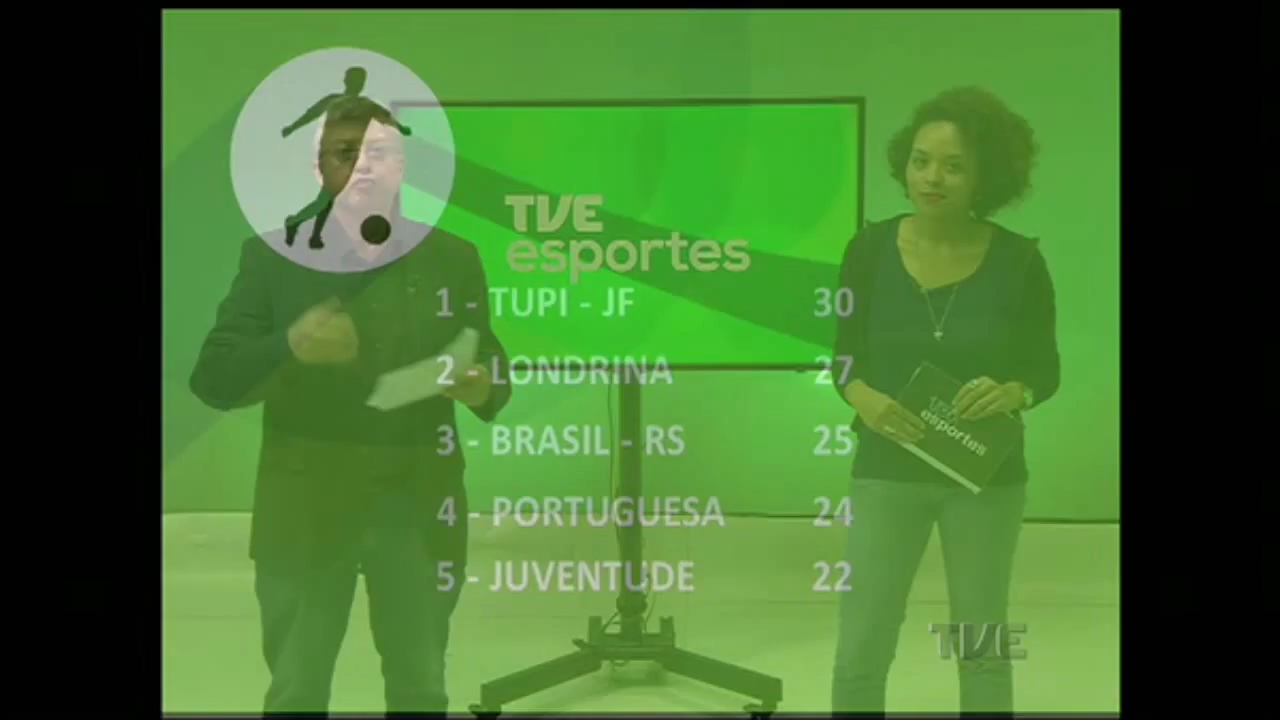 TVE
esportes
1 - TUPI - JF 30
2 - LONDRINA 27
3 - BRASIL - RS 25
4 - PORTUGUESA 24
5 - JUVENTUDE 22
esportes
TVE